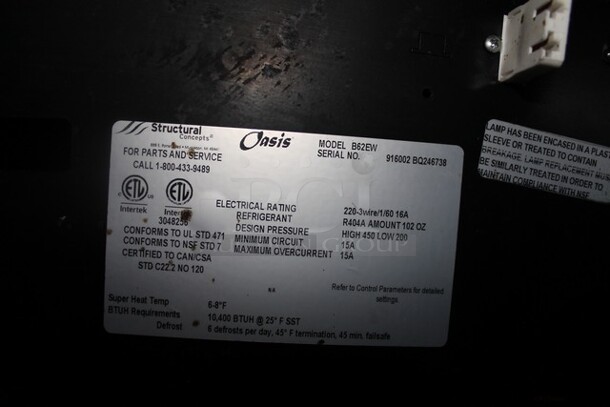 Structural
Concepts
Oasis
MODEL B62EW
SERIAL NO. 916002 BQ246738
FOR PARTS AND SERVICE
CALL 1-800-433-9489
ETL
ETL
Intertek
Intertek
3048256
ELECTRICAL RATING 220-3wire/1/60 16A
REFRIGERANT R404A AMOUNT 102 OZ
DESIGN PRESSURE HIGH 450 LOW 200
MINIMUM CIRCUIT 15A
MAXIMUM OVERCURRENT 15A
CONFORMS TO UL STD 471
CONFORMS TO NSF STD 7
CERTIFIED TO CAN/CSA
STD C22.2 NO 120
Refer to Control Parameters for detailed
settings.
Super Heat Temp 6-8°F
BTUH Requirements 10,400 BTUH @ 25° F SST
Defrost 6 defrosts per day, 45° F termination, 45 min. failsafe
LAMP HAS BEEN ENCASED IN A PLAST
SLEEVE OR TREATED TO CONTAIN
BREAKAGE. LAMP REPLACEMENT MUST
BE SIMILARLY TREATED IN ORDER TO
MAINTAIN COMPLIANCE WITH NSF
GROUP